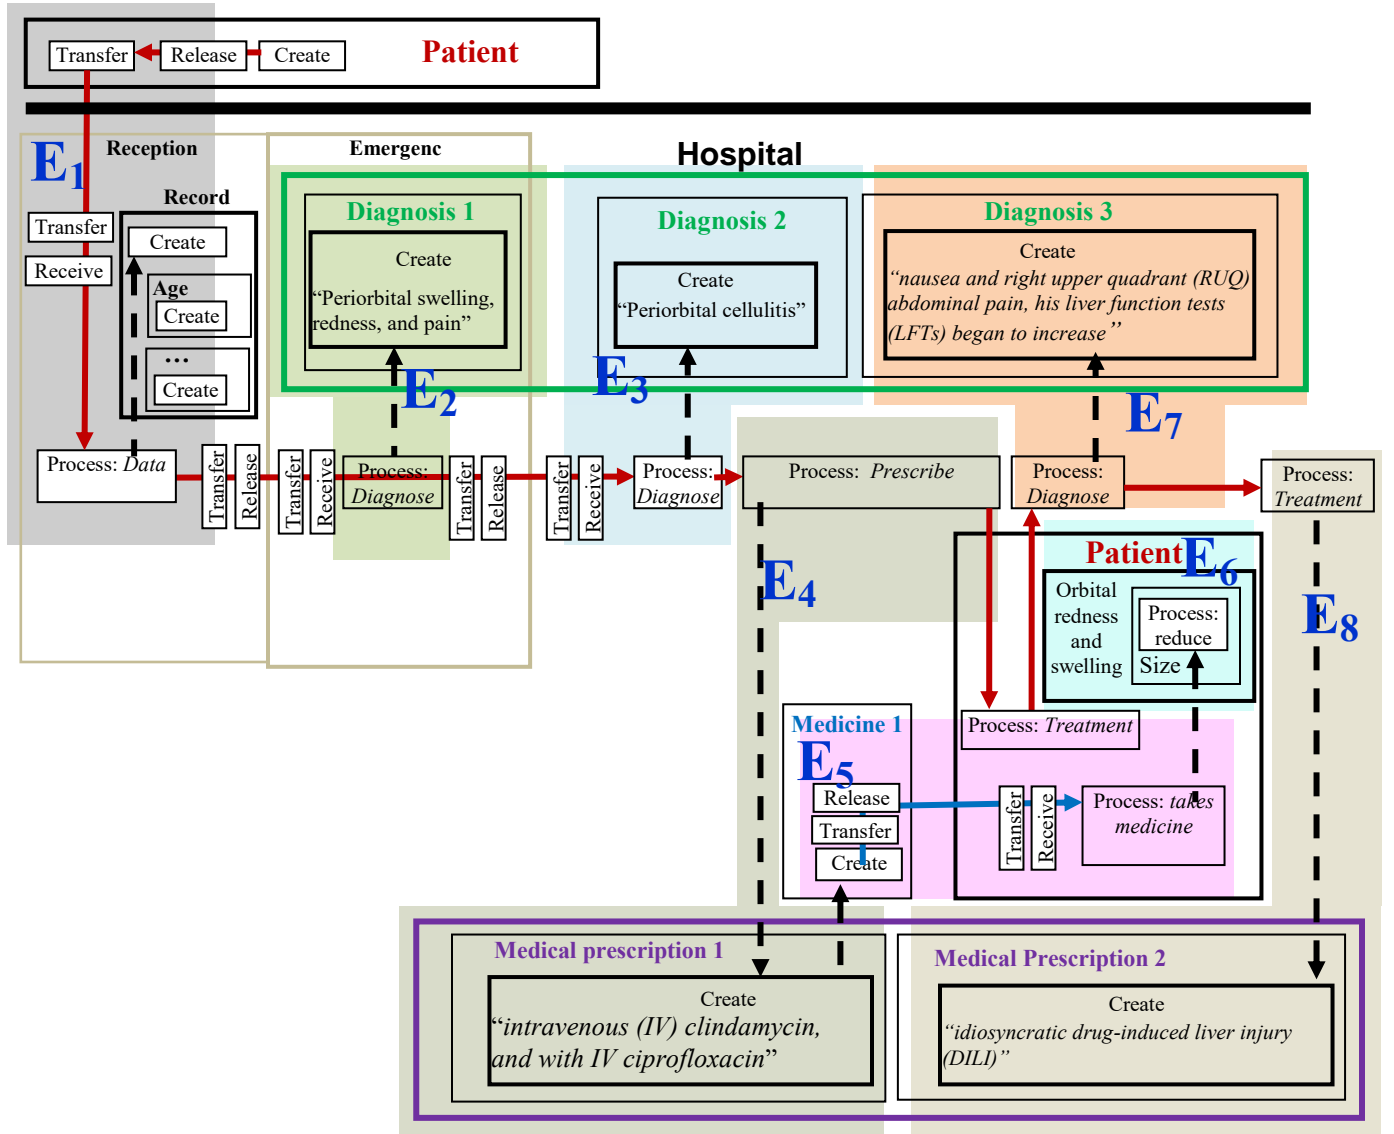 Patient
Transfer
Release
Create
Hospital
Reception
Emergenc
E1
Record
Create
Transfer
Receive
Age
Create
...
Create
Diagnosis 1
Create
“Periorbital swelling,
redness, and pain”
E2
Diagnosis 2
Create
“Periorbital cellulitis”
E3
Diagnosis 3
Create
“nausea and right upper quadrant (RUQ)
abdominal pain, his liver function tests
(LFTs) began to increase”
E7
Process: Data
Transfer
Release
Transfer
Receive
Process:
Diagnose
Transfer
Release
Transfer
Receive
Process:
Diagnose
Process: Prescribe
Process:
Diagnose
Process:
Treatment
E4
Patient
E6
Orbital
redness
and
swelling
Process:
reduce
Size
E8
Medicine 1
E5
Release
Transfer
Create
Process: Treatment
Transfer
Receive
Process: takes
medicine
Medical prescription 1
Create
“intravenous (IV) clindamycin,
and with IV ciprofloxacin”
Medical Prescription 2
Create
“idiosyncratic drug-induced liver injury
(DILI)”